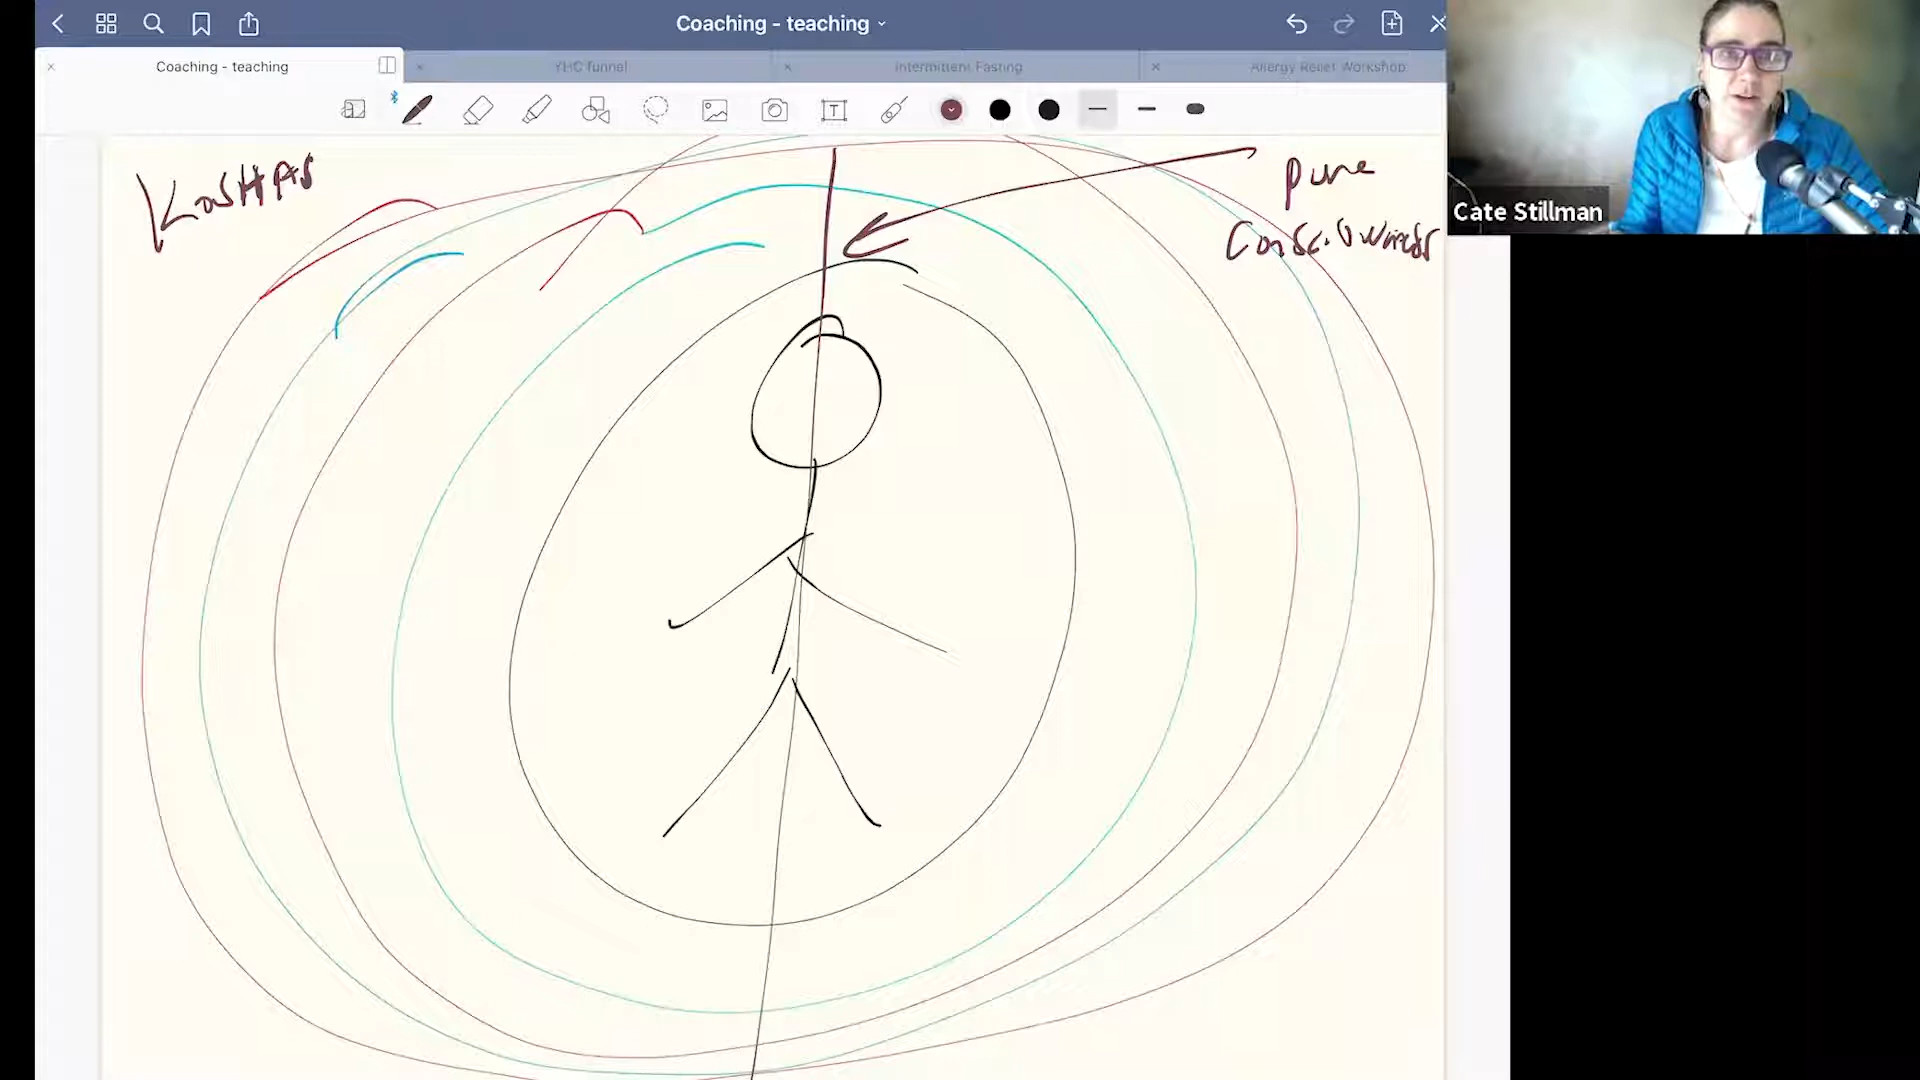 Coaching - teaching
Coaching - teaching
YHC funnel
Intermittent Fasting
Allergy Relief Workshop
T
Cate Stillman
KosHAs
pure
Consciousness